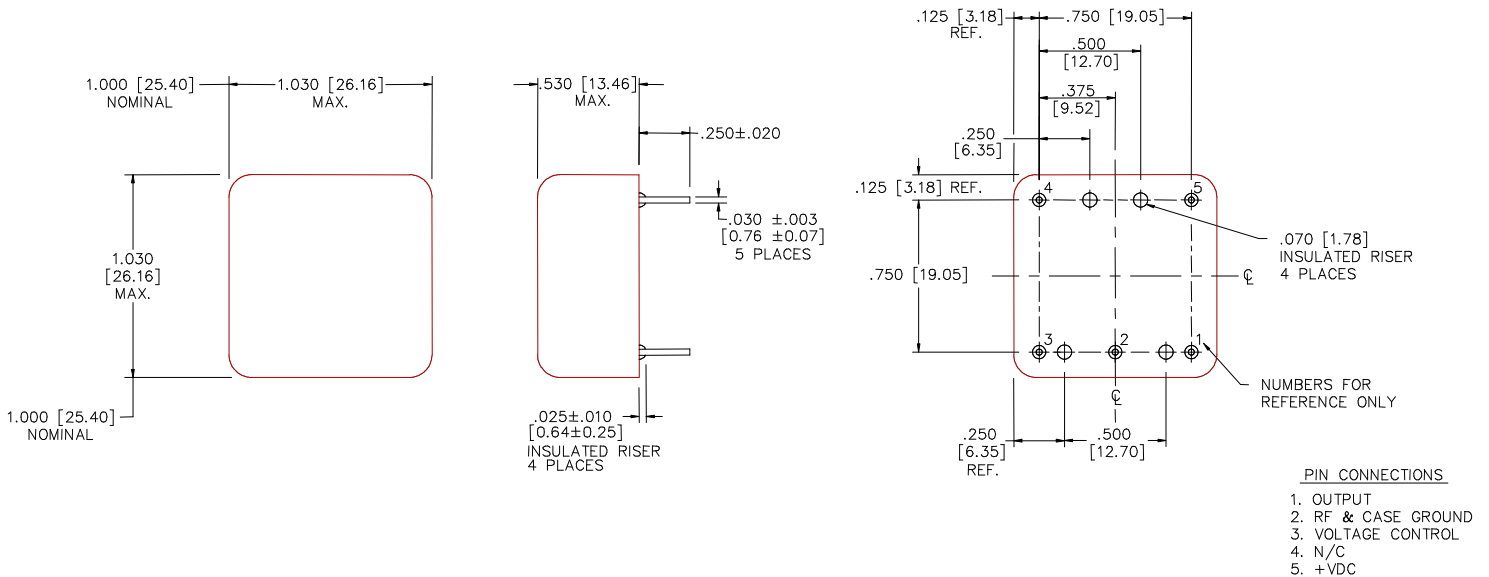 1.000 [25.40]
NOMINAL
1.030 [26.16]
MAX.
1.030
[26.16]
MAX.
1.000 [25.40]
NOMINAL
.530 [13.46]
MAX.
.250±.020
.030 ±.003
[0.76 ±0.07]
5 PLACES
.025±.010
[0.64±0.25]
INSULATED RISER
4 PLACES
.125 [3.18]
REF.
.750 [19.05]
.500
[12.70]
.375
[9.52]
.250
[6.35]
.125 [3.18] REF.
4
5
.070 [1.78]
INSULATED RISER
4 PLACES
.750 [19.05]
℄
3
2
1
℄
NUMBERS FOR
REFERENCE ONLY
.250
[6.35]
REF.
.500
[12.70]
PIN CONNECTIONS
1. OUTPUT
2. RF & CASE GROUND
3. VOLTAGE CONTROL
4. N/C
5. +VDC